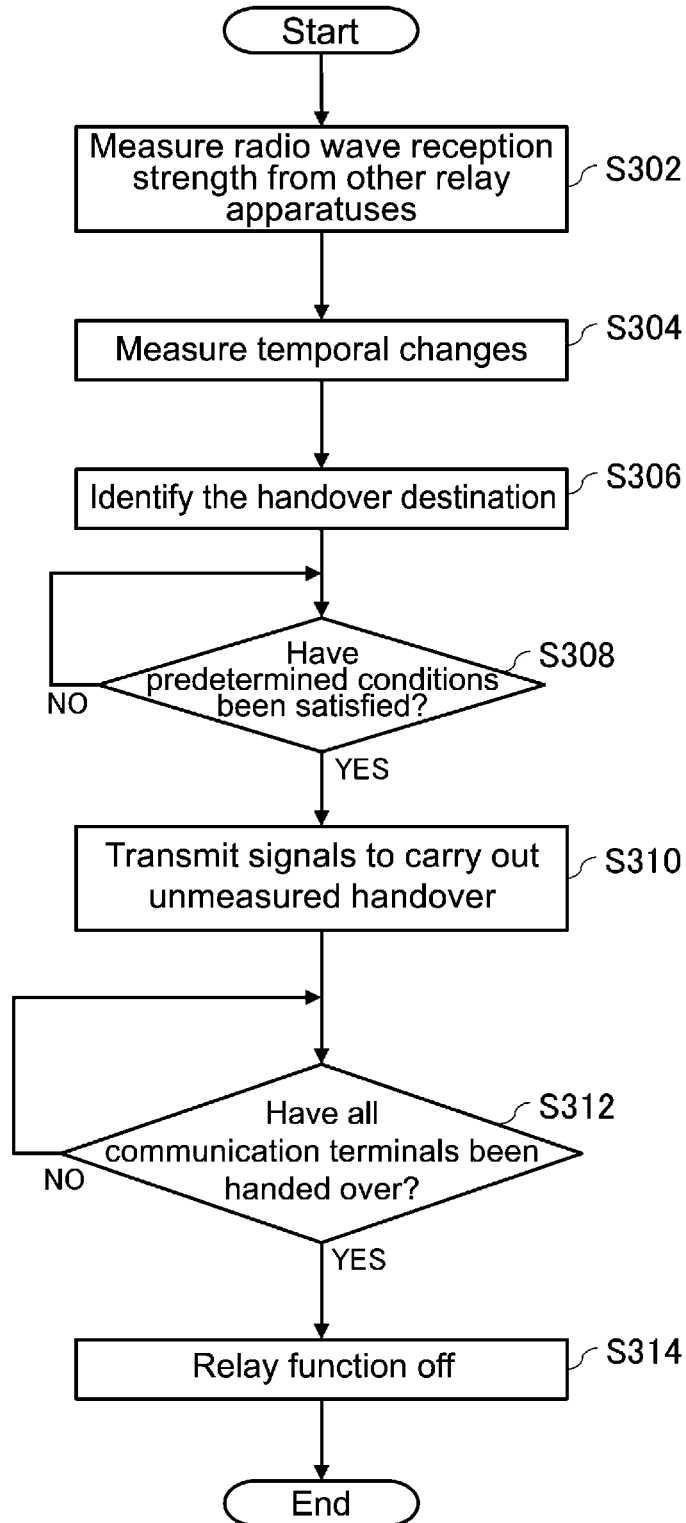 Start
Measure radio wave reception
strength from other relay
apparatuses
S302
Measure temporal changes
S304
Identify the handover destination
S306
Have
predetermined conditions
been satisfied?
S308
NO
YES
Transmit signals to carry out
unmeasured handover
S310
Have all
communication terminals been
handed over?
S312
NO
YES
Relay function off
S314
End